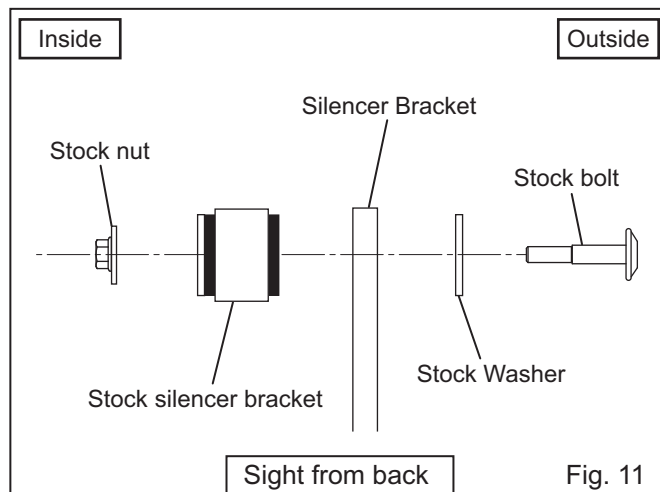 Inside
Outside
Silencer Bracket
Stock nut
Stock bolt
Stock Washer
Stock silencer bracket
Sight from back
Fig. 11